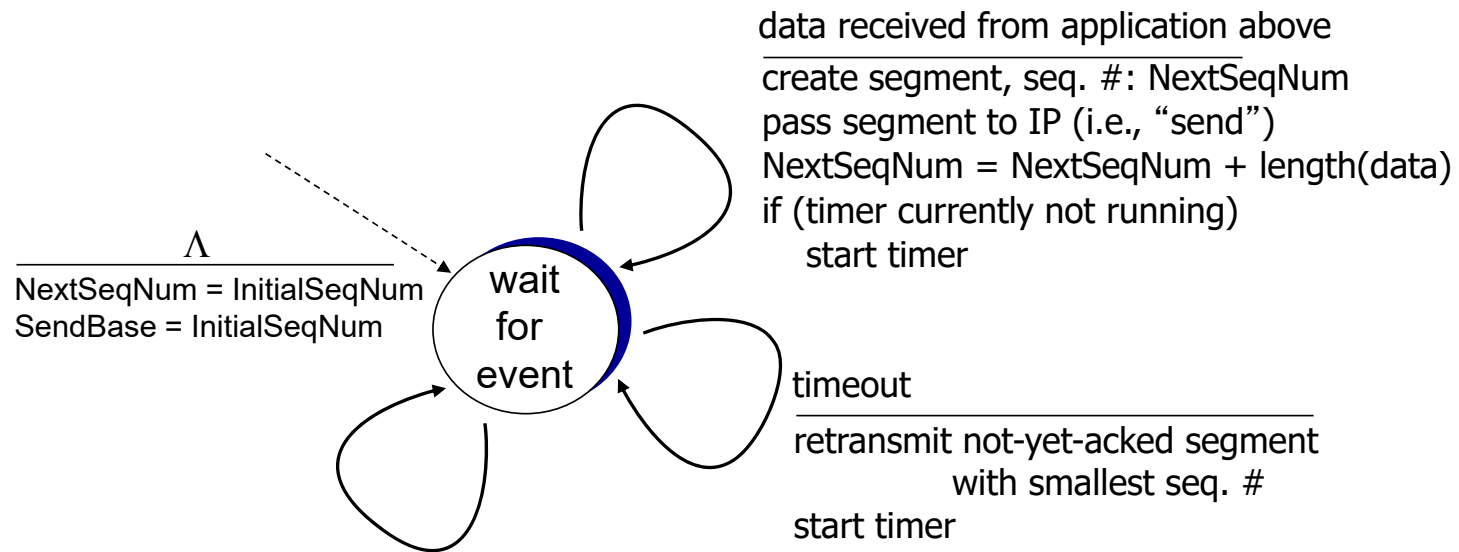 data received from application above
create segment, seq. #: NextSeqNum
pass segment to IP (i.e., “send”)
NextSeqNum = NextSeqNum + length(data)
if (timer currently not running)
start timer
Λ
NextSeqNum = InitialSeqNum
SendBase = InitialSeqNum
wait
for
event
timeout
retransmit not-yet-acked segment
with smallest seq. #
start timer